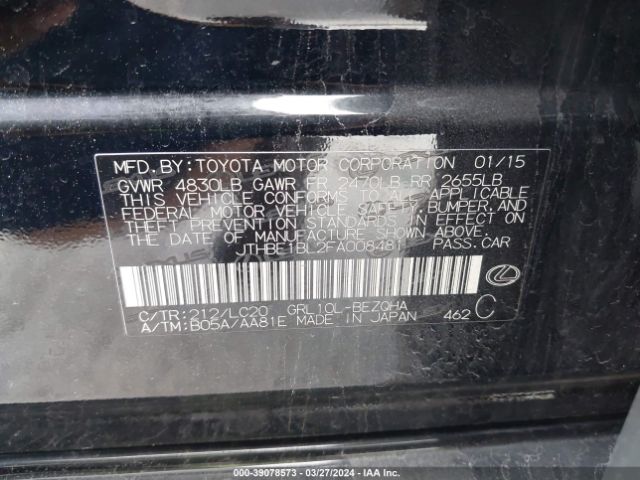 MFD. BY: TOYOTA MOTOR CORPORATION 01/15
GVWR 4830LB GAWR FR 2470LB RR 2655LB
THIS VEHICLE CONFORMS TO ALL APPLICABLE
FEDERAL MOTOR VEHICLE SAFETY, BUMPER, AND
THEFT PREVENTION STANDARDS IN EFFECT ON
THE DATE OF MANUFACTURE SHOWN ABOVE.
JTHBE1BL2FA008481 PASS.CAR
C/TR:212/LC20 GRL10L-BEZQHA
A/TM:B05A/AA81E MADE IN JAPAN 462 C
000-39078573 | 03/27/2024 | IAA Inc.